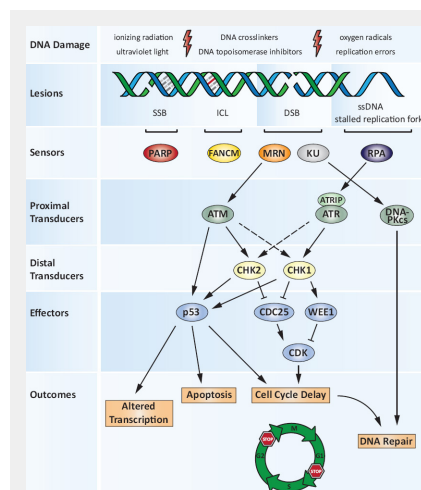 DNA Damage
ionizing radiation
ultraviolet light
DNA crosslinkers
DNA topoisomerase inhibitors
oxygen radicals
replication errors
Lesions
SSB
ICL
DSB
ssDNA
stalled replication fork
Sensors
PARP
FANCM
MRN
KU
RPA
Proximal
Transducers
ATM
ATRIP
ATR
DNA-
PKcs
Distal
Transducers
CHK2
CHK1
Effectors
p53
CDC25
WEE1
CDK
Outcomes
Altered
Transcription
Apoptosis
Cell Cycle Delay
DNA Repair
M
STOP
G2
G1
STOP